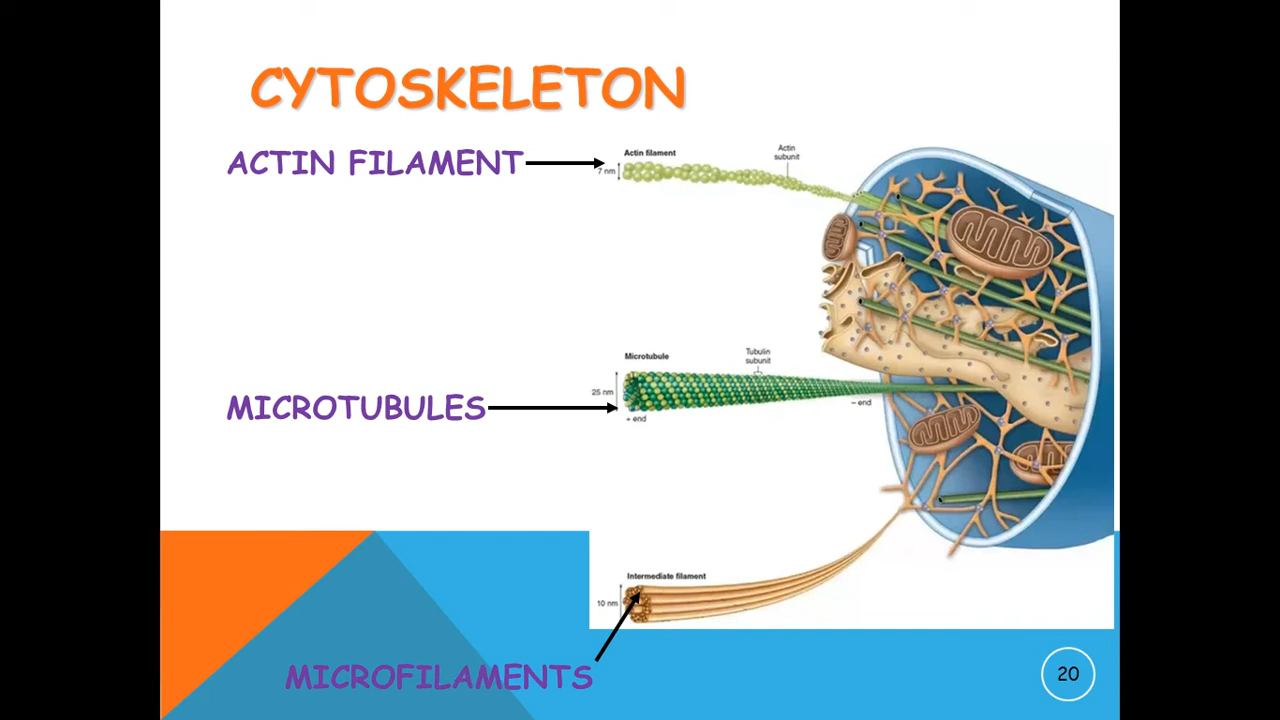 CYTOSKELETON
ACTIN FILAMENT
Actin filament
Actin
subunit
7 nm
Microtubule
Tubulin
subunit
25 nm
MICROTUBULES
+ end
– end
Intermediate filament
10 nm
MICROFILAMENTS
20